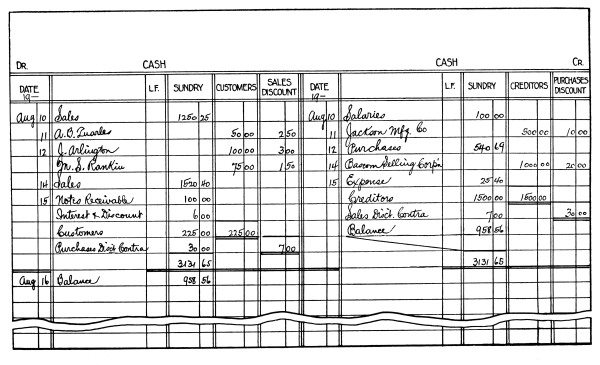 DR. CASH CASH CR.
DATE 19— L.F. SUNDRY CUSTOMERS SALES DISCOUNT DATE 19— L.F. SUNDRY CREDITORS PURCHASES DISCOUNT
Aug 10 Sales 1250 25 Aug 10 Salaries 100 00
11 A.O. Quarles 50 00 2 50 11 Jackson Mfg. Co 500 00 10 00
12 J. Arlington 100 00 3 00 12 Purchases 540 69
M. S. Rankin 75 00 1 50 14 Bascom Selling Corp'n 1000 00 20 00
14 Sales 1520 40 15 Expense 25 40
15 Notes Receivable 100 00 Creditors 1500 00 1500 00
Interest & Discount 6 00 Sales Disc't Contra 7 00 30 00
Customers 225 00 225 00 Balance 958 56
Purchases Disc't Contra 30 00 7 00
3131 65 3131 65
Aug 16 Balance 958 56